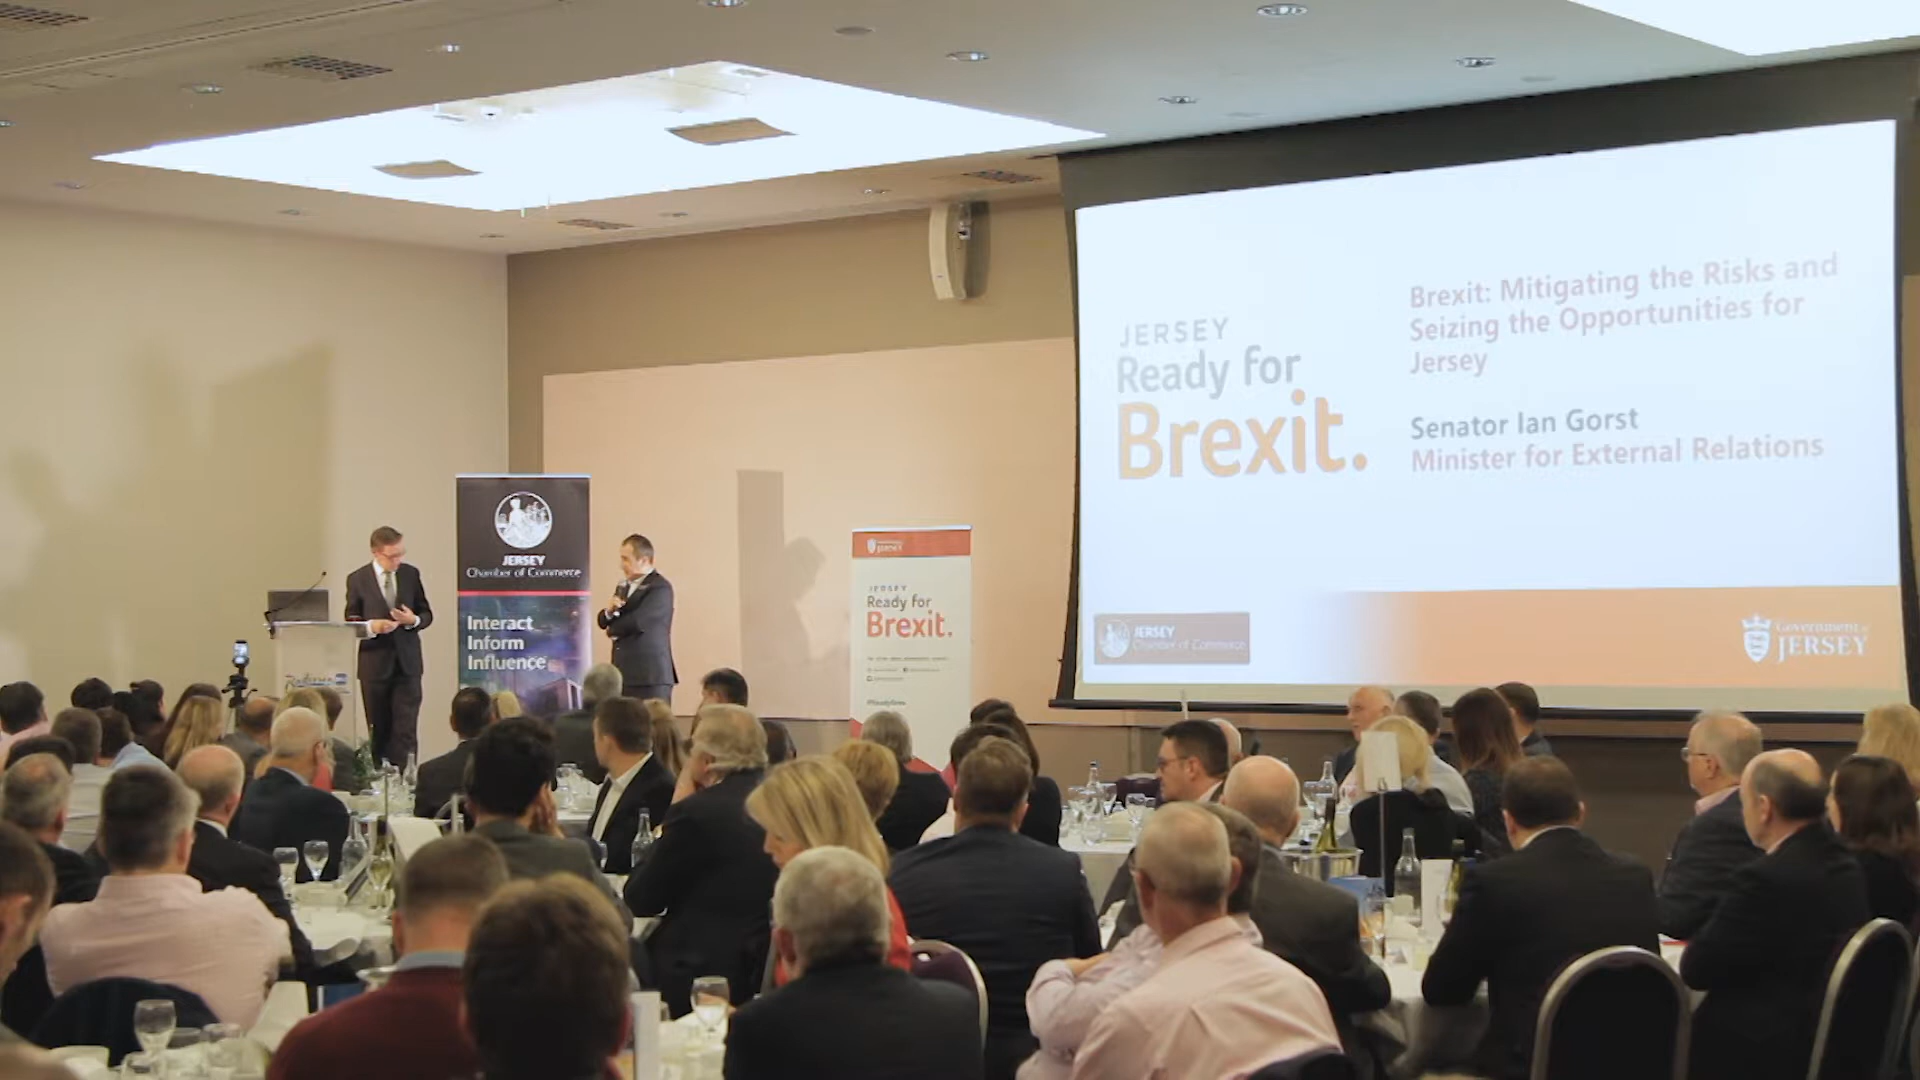 JERSEY
Ready for
Brexit.
Brexit: Mitigating the Risks and
Seizing the Opportunities for
Jersey
Senator Ian Gorst
Minister for External Relations
JERSEY
Chamber of Commerce
Government of
JERSEY
JERSEY
Chamber of Commerce
Interact
Inform
Influence
Radisson
JERSEY
JERSEY
Ready for
Brexit.